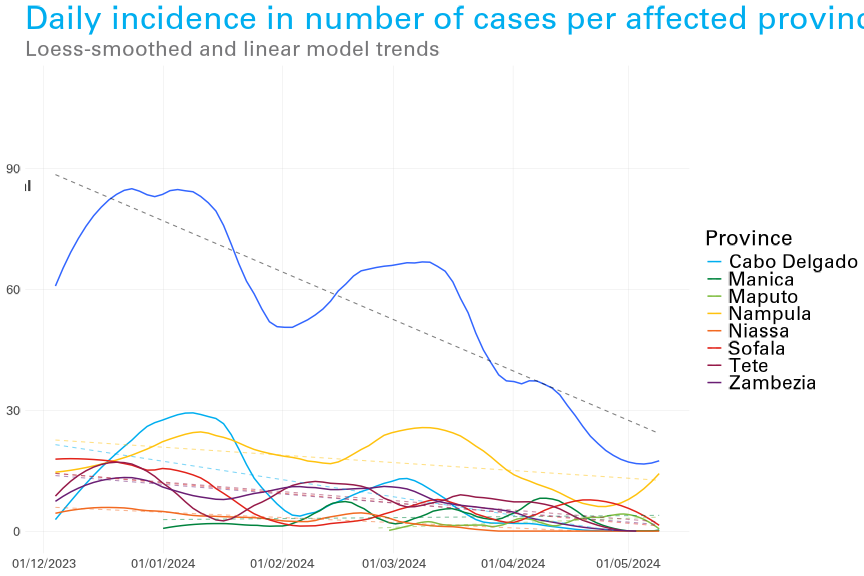 Daily incidence in number of cases per affected provinc
Loess-smoothed and linear model trends
90
60
30
0
01/12/2023 01/01/2024 01/02/2024 01/03/2024 01/04/2024 01/05/2024
Province
Cabo Delgado
Manica
Maputo
Nampula
Niassa
Sofala
Tete
Zambezia